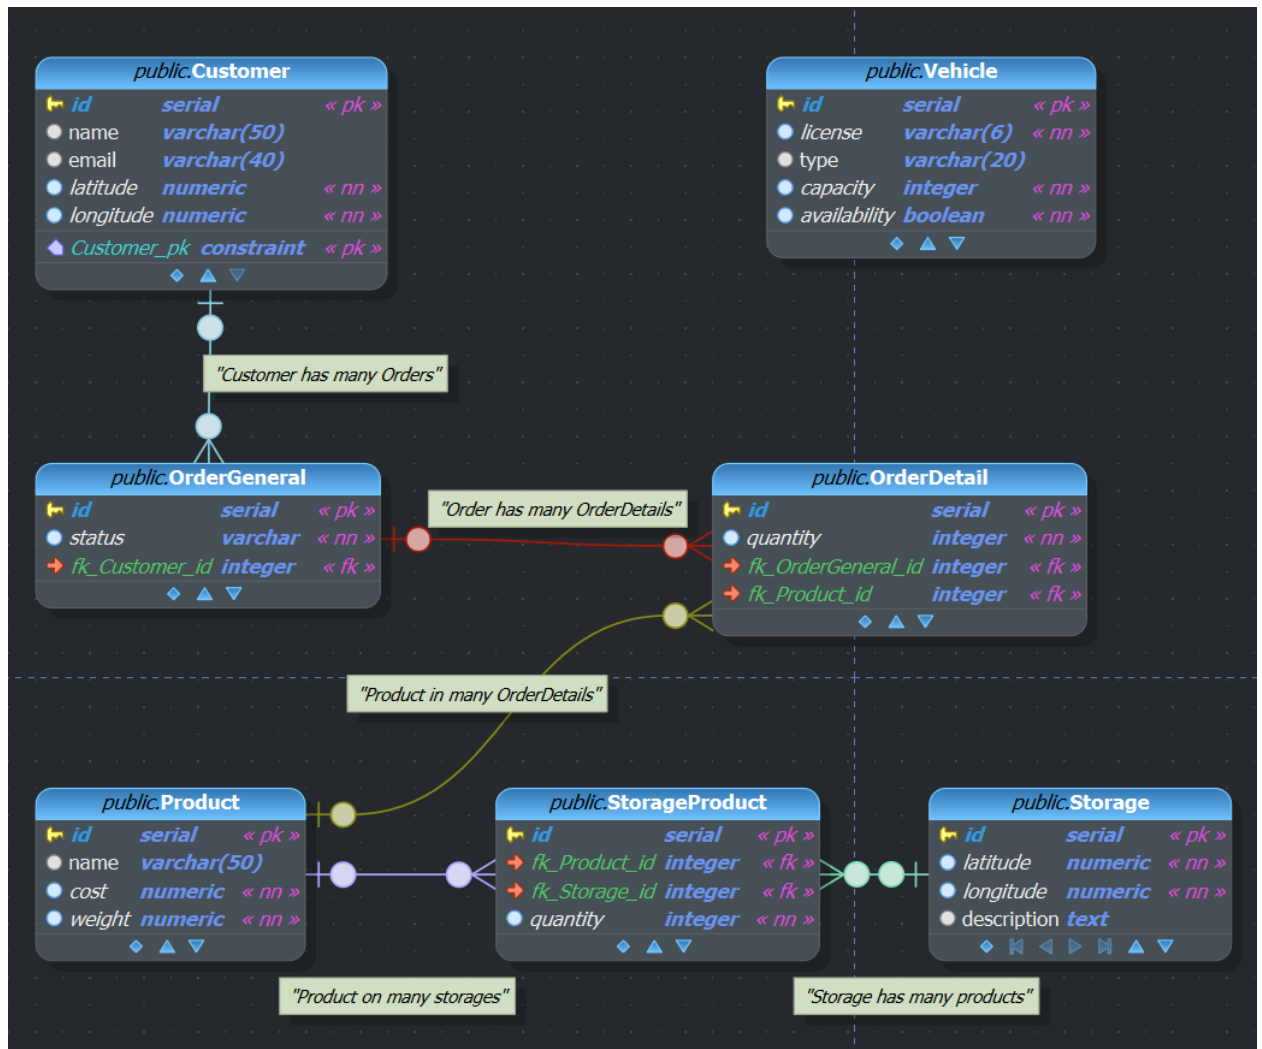 public.Customer
id serial « pk »
name varchar(50)
email varchar(40)
latitude numeric « nn »
longitude numeric « nn »
Customer_pk constraint « pk »
public.Vehicle
id serial « pk »
license varchar(6) « nn »
type varchar(20)
capacity integer « nn »
availability boolean « nn »
"Customer has many Orders"
public.OrderGeneral
id serial « pk »
status varchar « nn »
fk_Customer_id integer « fk »
"Order has many OrderDetails"
public.OrderDetail
id serial « pk »
quantity integer « nn »
fk_OrderGeneral_id integer « fk »
fk_Product_id integer « fk »
"Product in many OrderDetails"
public.Product
id serial « pk »
name varchar(50)
cost numeric « nn »
weight numeric « nn »
public.StorageProduct
id serial « pk »
fk_Product_id integer « fk »
fk_Storage_id integer « fk »
quantity integer « nn »
public.Storage
id serial « pk »
latitude numeric « nn »
longitude numeric « nn »
description text
"Product on many storages"
"Storage has many products"